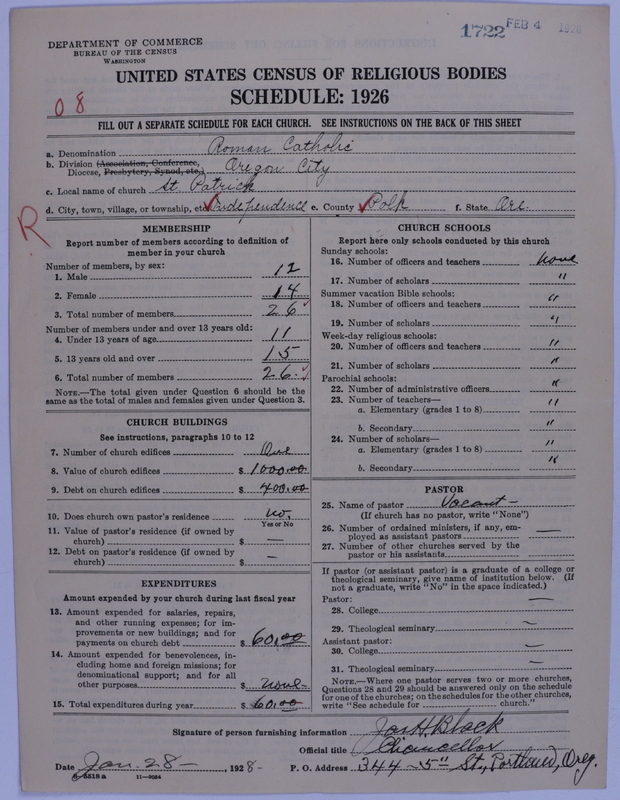 1722 FEB 4 1928
DEPARTMENT OF COMMERCE
BUREAU OF THE CENSUS
WASHINGTON
UNITED STATES CENSUS OF RELIGIOUS BODIES
SCHEDULE: 1926
08
FILL OUT A SEPARATE SCHEDULE FOR EACH CHURCH. SEE INSTRUCTIONS ON THE BACK OF THIS SHEET
a. Denomination Roman Catholic
b. Division (Association, Conference,
Diocese, Presbytery, Synod, etc.) Oregon City
c. Local name of church St Patrick
d. City, town, village, or township, etc. Independence e. County Polk f. State Ore.
R
MEMBERSHIP
Report number of members according to definition of
member in your church
Number of members, by sex:
1. Male 12
2. Female 14
3. Total number of members 26
Number of members under and over 13 years old:
4. Under 13 years of age 11
5. 13 years old and over 15
6. Total number of members 26
NOTE.—The total given under Question 6 should be the
same as the total of males and females given under Question 3.
CHURCH BUILDINGS
See instructions, paragraphs 10 to 12
7. Number of church edifices One
8. Value of church edifices $ 1000.00
9. Debt on church edifices $ 400.00
10. Does church own pastor's residence no.
Yes or No
11. Value of pastor's residence (if owned by
church) $ —
12. Debt on pastor's residence (if owned by
church) $ —
EXPENDITURES
Amount expended by your church during last fiscal year
13. Amount expended for salaries, repairs,
and other running expenses; for im-
provements or new buildings; and for
payments on church debt $ 60.00
14. Amount expended for benevolences, in-
cluding home and foreign missions; for
denominational support; and for all
other purposes $ none-
15. Total expenditures during year $ 60.00
CHURCH SCHOOLS
Report here only schools conducted by this church
Sunday schools:
16. Number of officers and teachers none
17. Number of scholars "
Summer vacation Bible schools:
18. Number of officers and teachers "
19. Number of scholars "
Week-day religious schools:
20. Number of officers and teachers "
21. Number of scholars "
Parochial schools:
22. Number of administrative officers "
23. Number of teachers—
a. Elementary (grades 1 to 8) "
b. Secondary "
24. Number of scholars—
a. Elementary (grades 1 to 8) "
b. Secondary "
PASTOR
25. Name of pastor Vacant -
(If church has no pastor, write "None")
26. Number of ordained ministers, if any, em-
ployed as assistant pastors —
27. Number of other churches served by the
pastor or his assistants
If pastor (or assistant pastor) is a graduate of a college or
theological seminary, give name of institution below. (If
not a graduate, write "No" in the space indicated.)
Pastor:
28. College —
29. Theological seminary —
Assistant pastor:
30. College —
31. Theological seminary —
NOTE.—Where one pastor serves two or more churches,
Questions 28 and 29 should be answered only on the schedule
for one of the churches; on the schedules for the other churches,
write "See schedule for church."
Signature of person furnishing information Jos H. Black
Official title Chancellor
Date Jan. 28 - , 1928- P. O. Address 344 - 5" St., Portland, Oreg.
8-5518 a 11-9064